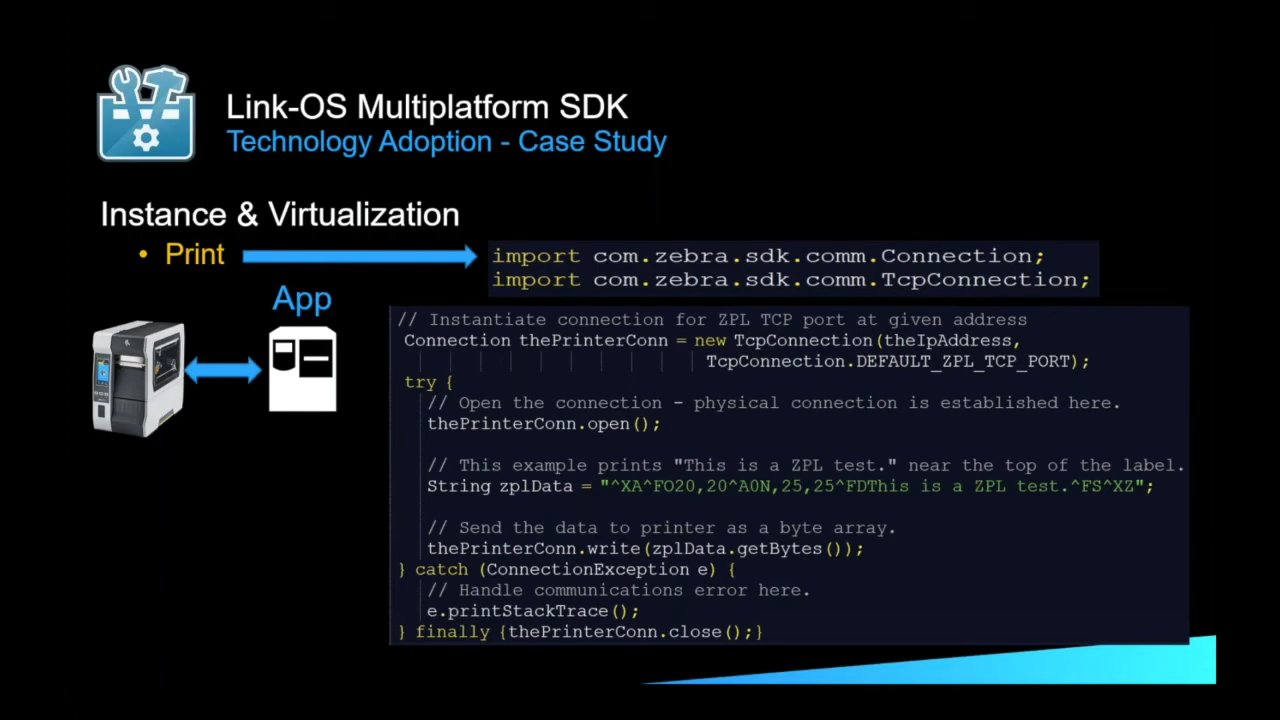 Link-OS Multiplatform SDK
Technology Adoption - Case Study
Instance & Virtualization
• Print
import com.zebra.sdk.comm.Connection;
import com.zebra.sdk.comm.TcpConnection;
App
// Instantiate connection for ZPL TCP port at given address
Connection thePrinterConn = new TcpConnection(theIpAddress,
TcpConnection.DEFAULT_ZPL_TCP_PORT);
try {
// Open the connection - physical connection is established here.
thePrinterConn.open();
// This example prints "This is a ZPL test." near the top of the label.
String zplData = "^XA^FO20,20^A0N,25,25^FDThis is a ZPL test.^FS^XZ";
// Send the data to printer as a byte array.
thePrinterConn.write(zplData.getBytes());
} catch (ConnectionException e) {
// Handle communications error here.
e.printStackTrace();
} finally {thePrinterConn.close();}